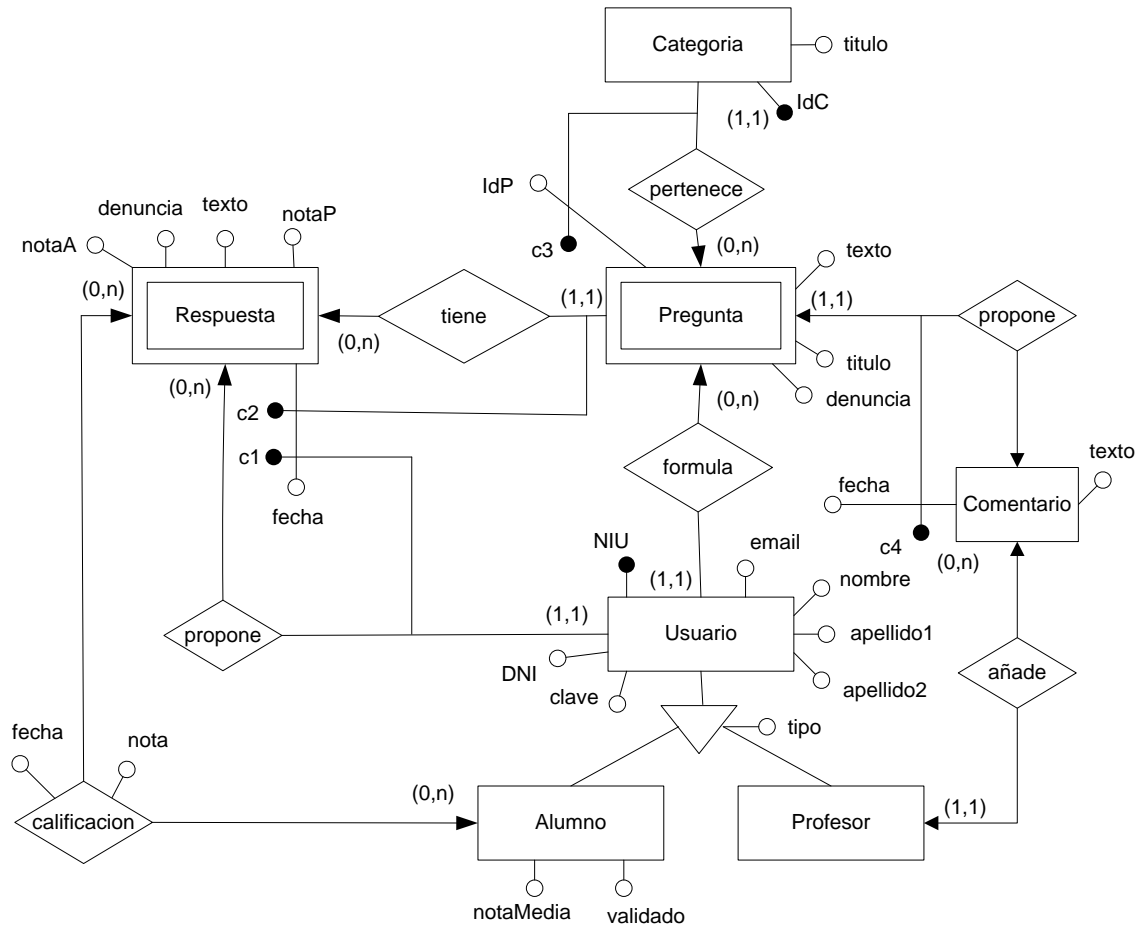 Categoria
titulo
IdC
(1,1)
IdP
pertenece
denuncia
texto
notaP
notaA
c3
(0,n)
texto
(0,n)
Respuesta
tiene
(1,1)
Pregunta
(1,1)
propone
(0,n)
titulo
(0,n)
(0,n)
denuncia
c2
c1
formula
texto
fecha
fecha
Comentario
NIU
email
c4
(0,n)
nombre
(1,1)
(1,1)
propone
Usuario
apellido1
DNI
clave
apellido2
añade
fecha
nota
tipo
(0,n)
(1,1)
calificacion
Alumno
Profesor
notaMedia
validado